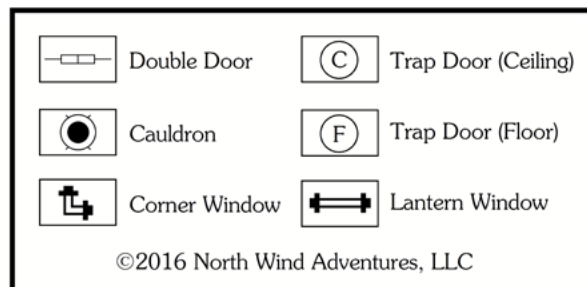 Double Door
C Trap Door (Ceiling)
Cauldron
F Trap Door (Floor)
Corner Window
Lantern Window
©2016 North Wind Adventures, LLC